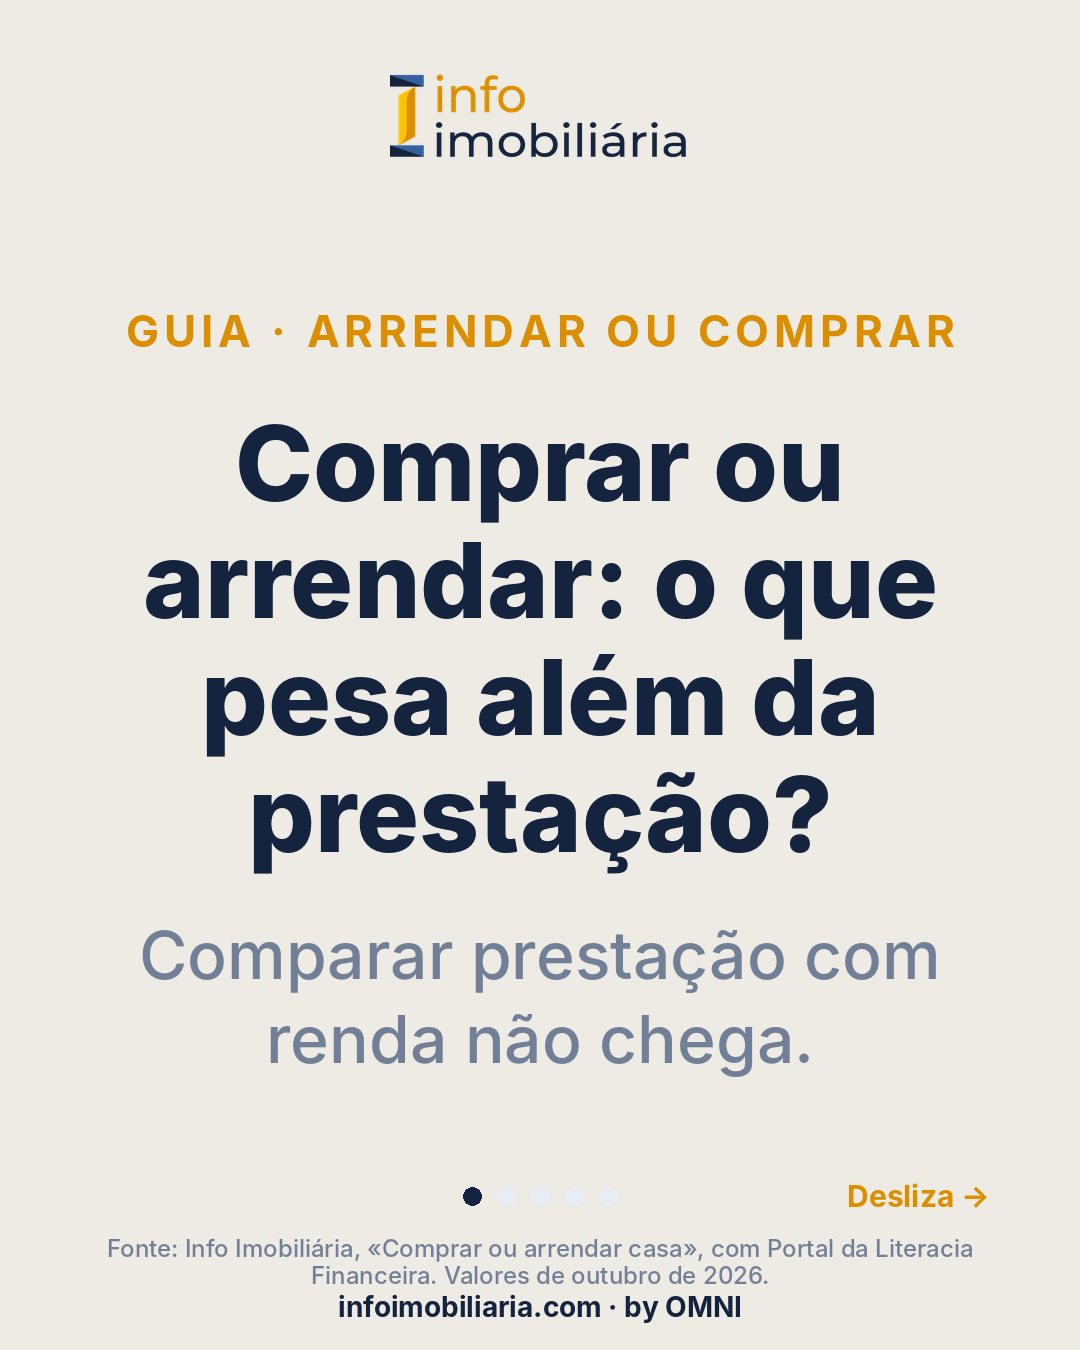 info
imobiliária
GUIA · ARRENDAR OU COMPRAR
Comprar ou
arrendar: o que
pesa além da
prestação?
Comparar prestação com
renda não chega.
Desliza →
Fonte: Info Imobiliária, «Comprar ou arrendar casa», com Portal da Literacia
Financeira. Valores de outubro de 2026.
infoimobiliaria.com · by OMNI